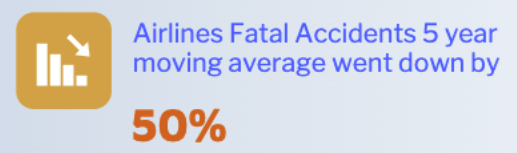 Airlines Fatal Accidents 5 year
moving average went down by
50%